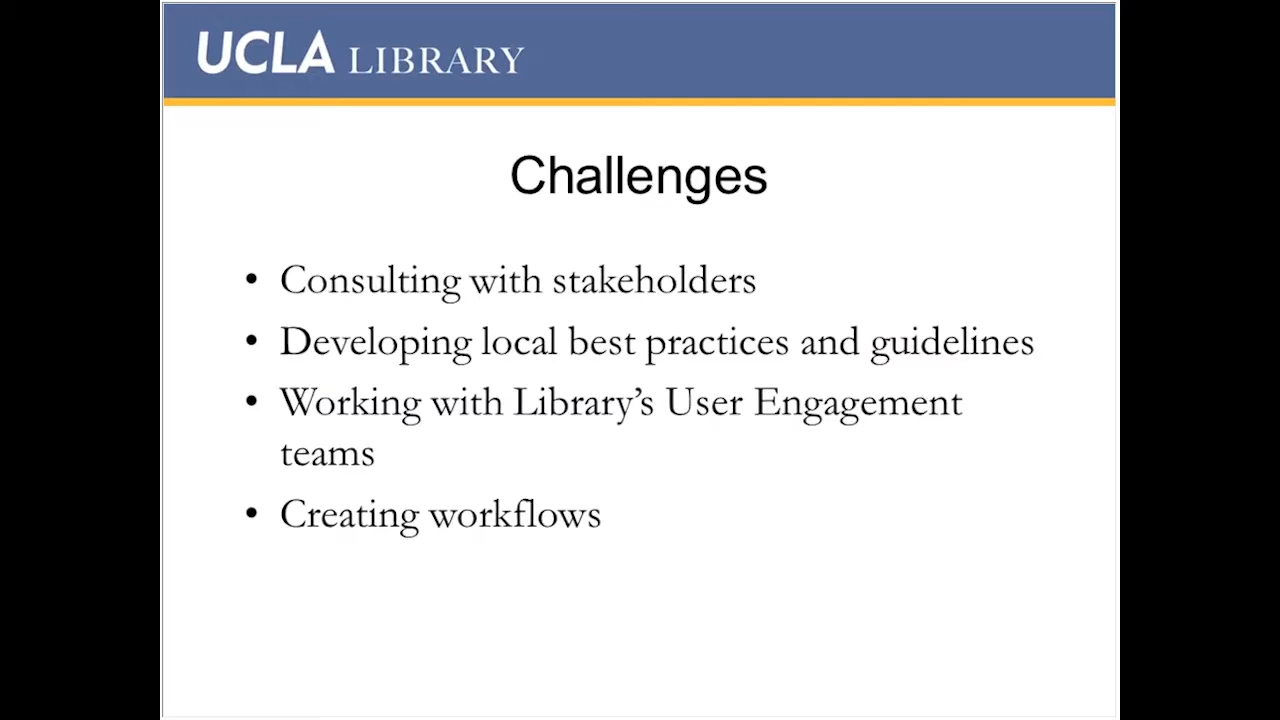 UCLA LIBRARY
Challenges
• Consulting with stakeholders
• Developing local best practices and guidelines
• Working with Library’s User Engagement
teams
• Creating workflows